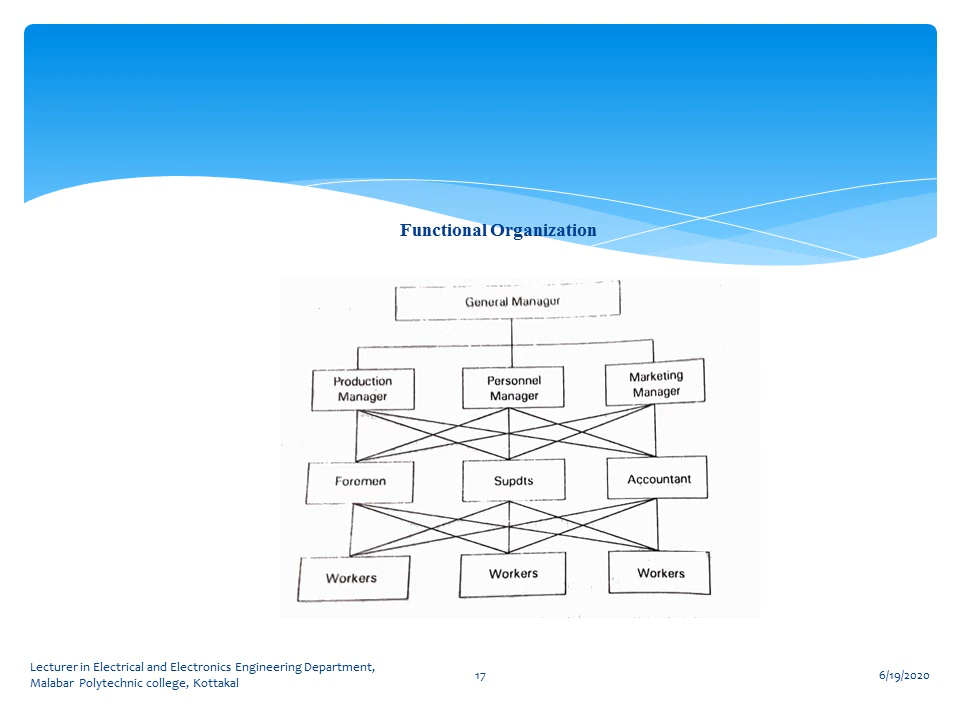 Functional Organization
General Manager
Production
Manager
Personnel
Manager
Marketing
Manager
Foremen
Supdts
Accountant
Workers
Workers
Workers
Lecturer in Electrical and Electronics Engineering Department,
Malabar Polytechnic college, Kottakal
17
6/19/2020